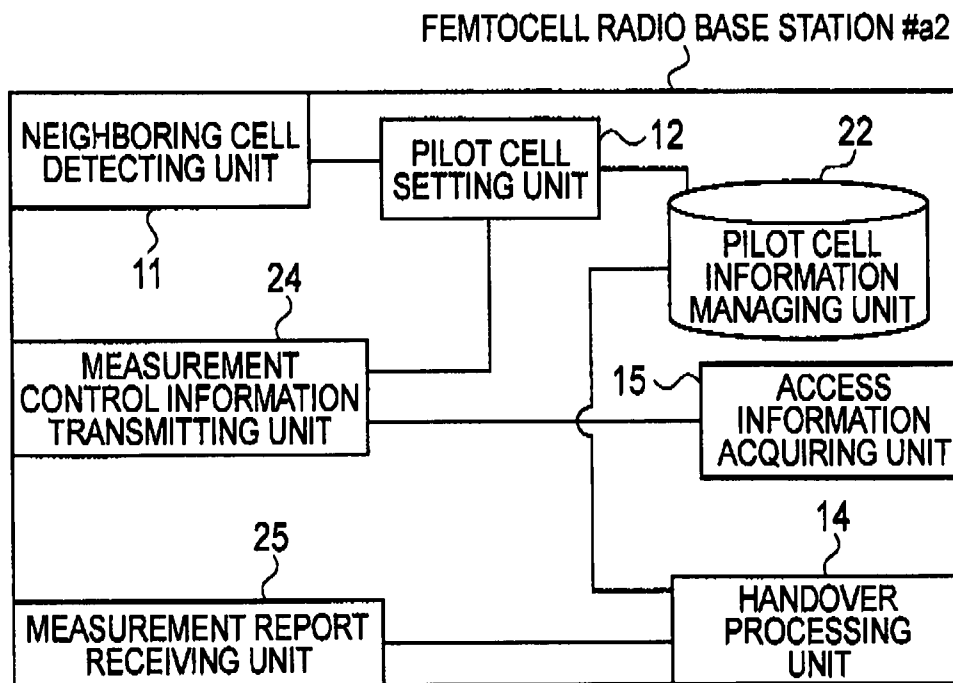 FEMTOCELL RADIO BASE STATION #a2
NEIGHBORING CELL
DETECTING UNIT
11
PILOT CELL
SETTING UNIT
12
22
PILOT CELL
INFORMATION
MANAGING UNIT
24
MEASUREMENT
CONTROL INFORMATION
TRANSMITTING UNIT
15
ACCESS
INFORMATION
ACQUIRING UNIT
25
MEASUREMENT REPORT
RECEIVING UNIT
14
HANDOVER
PROCESSING
UNIT